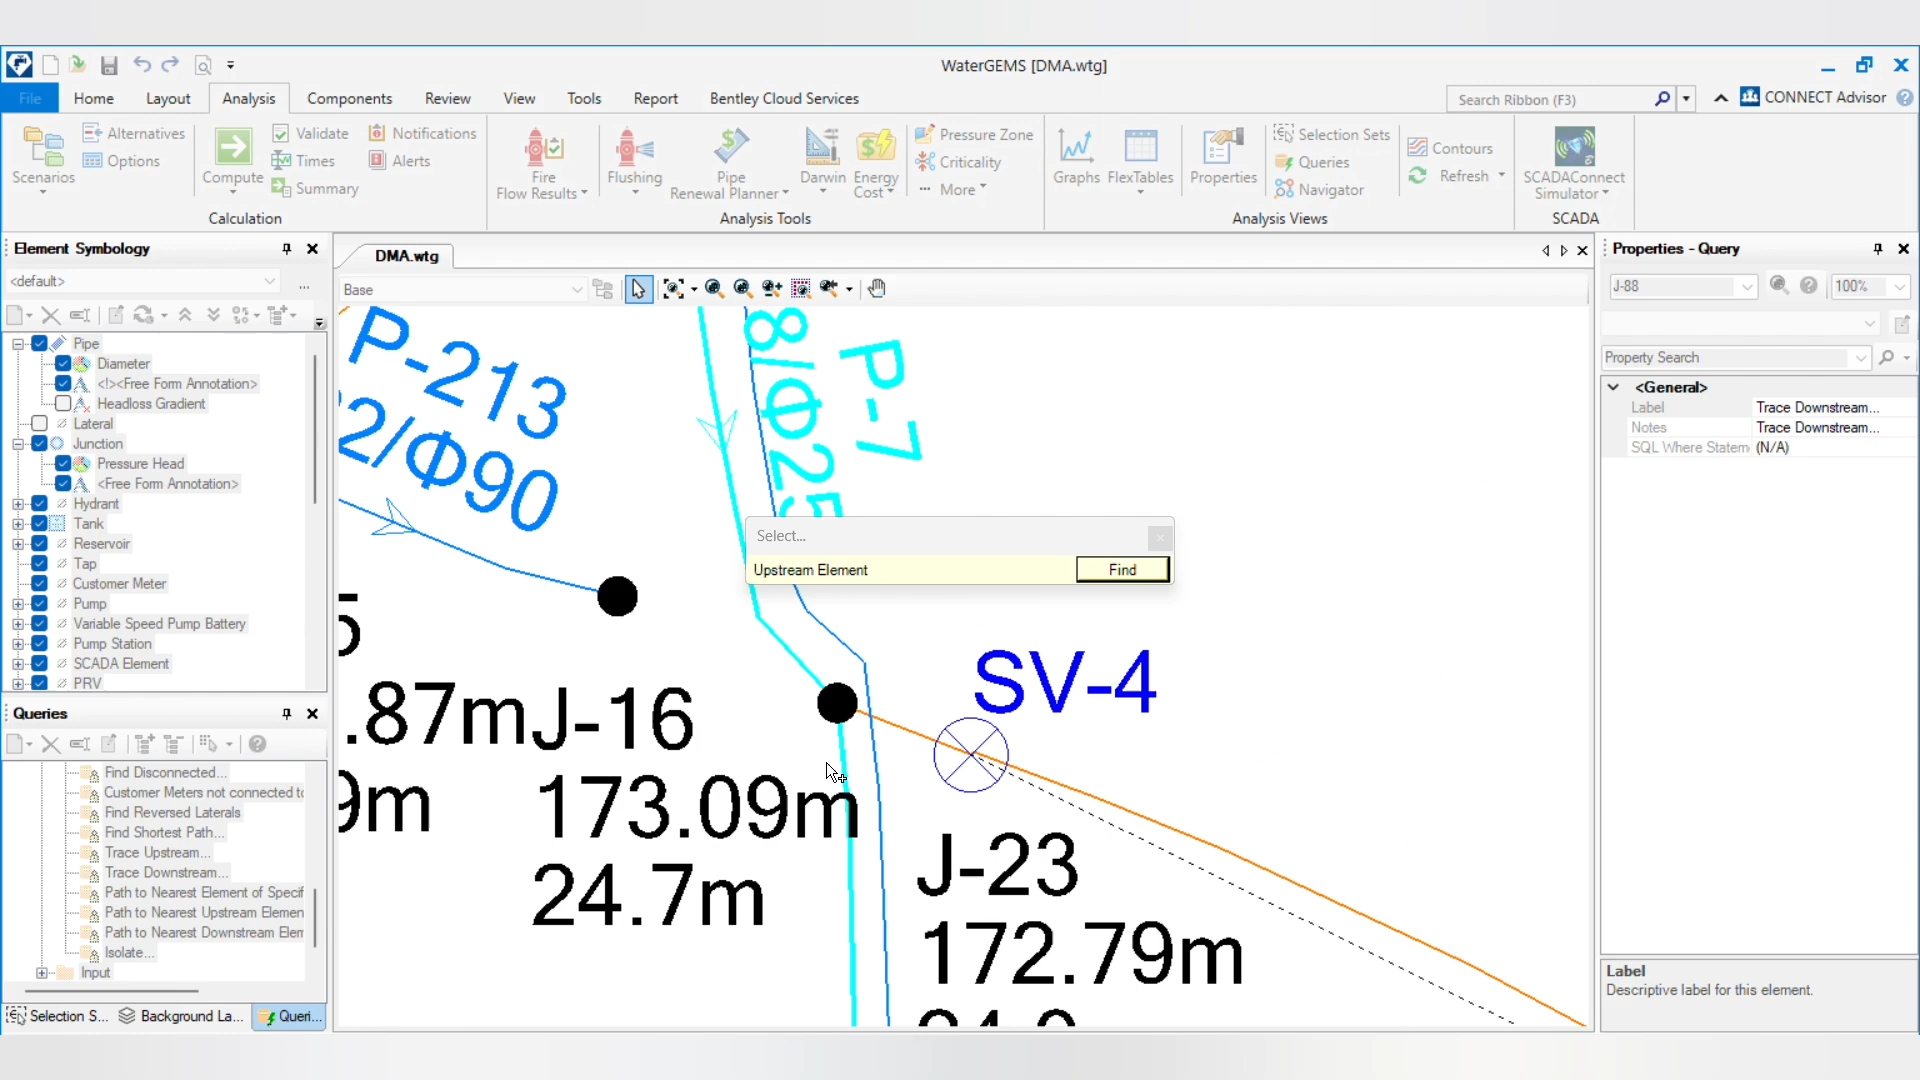 WaterGEMS [DMA.wtg]
File
Home
Layout
Analysis
Components
Review
View
Tools
Report
Bentley Cloud Services
Search Ribbon (F3)
CONNECT Advisor
Scenarios
Alternatives
Options
Compute
Validate
Times
Summary
Notifications
Alerts
Calculation
Fire
Flow Results
Flushing
Pipe
Renewal Planner
Darwin
Energy
Cost
Pressure Zone
Criticality
More
Analysis Tools
Graphs
FlexTables
Properties
Selection Sets
Queries
Navigator
Analysis Views
Contours
Refresh
SCADAConnect
Simulator
SCADA
Element Symbology
<default>
...
Pipe
Diameter
<!><Free Form Annotation>
Headloss Gradient
Lateral
Junction
Pressure Head
<Free Form Annotation>
Hydrant
Tank
Reservoir
Tap
Customer Meter
Pump
Variable Speed Pump Battery
Pump Station
SCADA Element
PRV
Queries
Find Disconnected...
Customer Meters not connected to
Find Reversed Laterals
Find Shortest Path...
Trace Upstream...
Trace Downstream...
Path to Nearest Element of Specif
Path to Nearest Upstream Elemen
Path to Nearest Downstream Elem
Isolate...
Input
Selection S...
Background La...
Queri...
DMA.wtg
Base
P-213
2/Φ90
P-7
8/Φ25
Select...
Upstream Element
Find
SV-4
5
.87m
9m
J-16
173.09m
24.7m
J-23
172.79m
Properties - Query
J-88
100%
Property Search
<General>
Label
Trace Downstream...
Notes
Trace Downstream...
SQL Where Statem
(N/A)
Label
Descriptive label for this element.